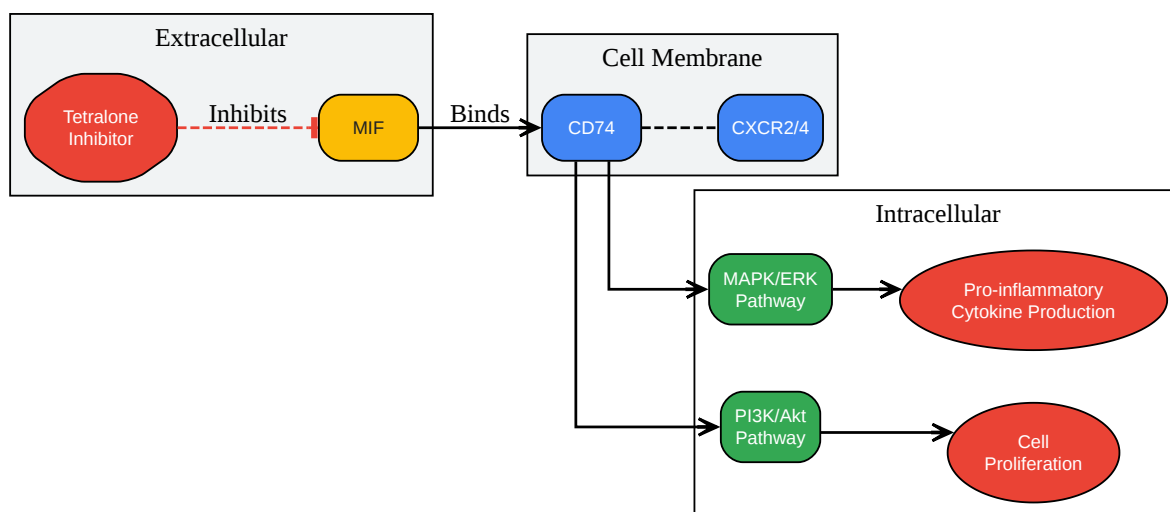 Extracellular
Tetralone
Inhibitor
Inhibits
MIF
Binds
Cell Membrane
CD74
CXCR2/4
Intracellular
MAPK/ERK
Pathway
Pro-inflammatory
Cytokine Production
PI3K/Akt
Pathway
Cell
Proliferation